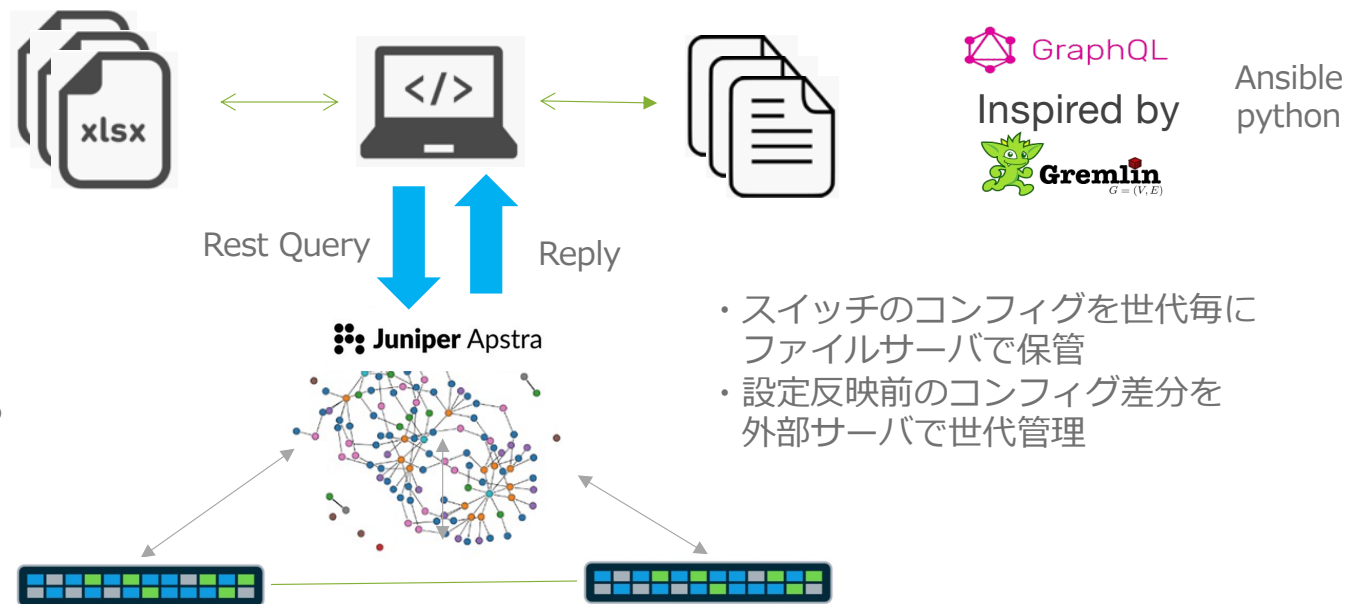 xlsx
</>
GraphQL
Inspired by
Gremlin
G = (V, E)
Ansible
python
Rest Query
Reply
Juniper Apstra
・スイッチのコンフィグを世代毎に
ファイルサーバで保管
・設定反映前のコンフィグ差分を
外部サーバで世代管理